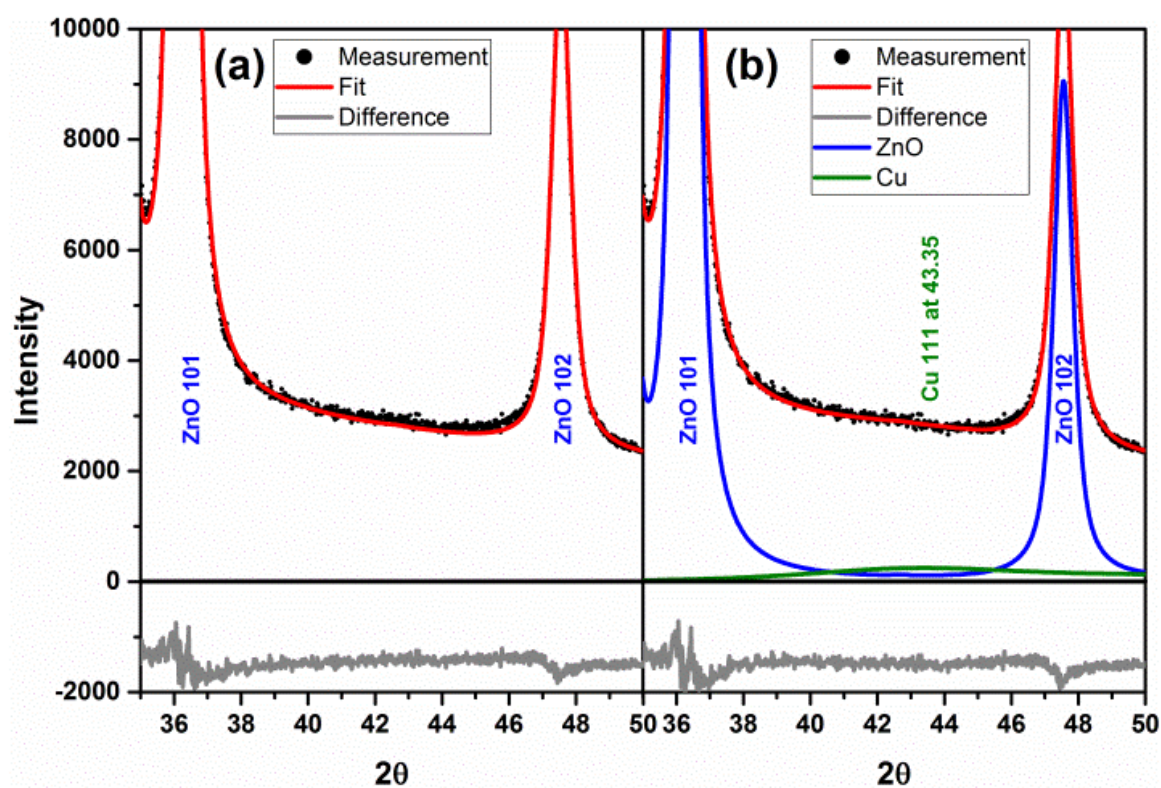 10000
8000
6000
4000
2000
0
-2000
Intensity
(a)
Measurement
Fit
Difference
ZnO 101
ZnO 102
36
38
40
42
44
46
48
50
2θ
(b)
Measurement
Fit
Difference
ZnO
Cu
ZnO 101
Cu 111 at 43.35
ZnO 102
36
38
40
42
44
46
48
50
2θ